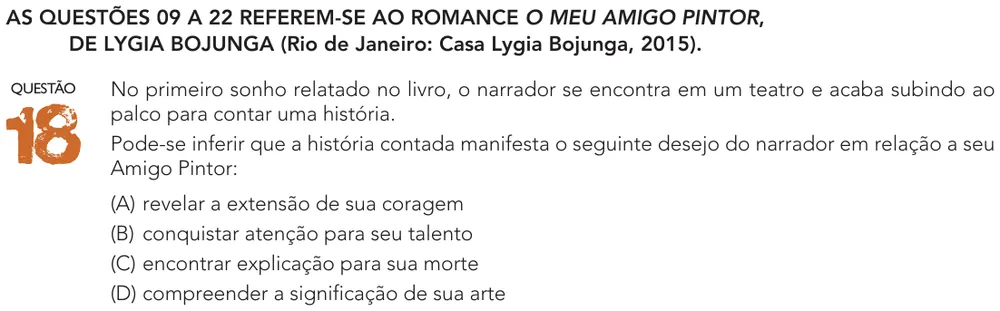 AS QUESTÕES 09 A 22 REFEREM-SE AO ROMANCE O MEU AMIGO PINTOR,
DE LYGIA BOJUNGA (Rio de Janeiro: Casa Lygia Bojunga, 2015).
QUESTÃO
18
No primeiro sonho relatado no livro, o narrador se encontra em um teatro e acaba subindo ao
palco para contar uma história.
Pode-se inferir que a história contada manifesta o seguinte desejo do narrador em relação a seu
Amigo Pintor:
(A) revelar a extensão de sua coragem
(B) conquistar atenção para seu talento
(C) encontrar explicação para sua morte
(D) compreender a significação de sua arte